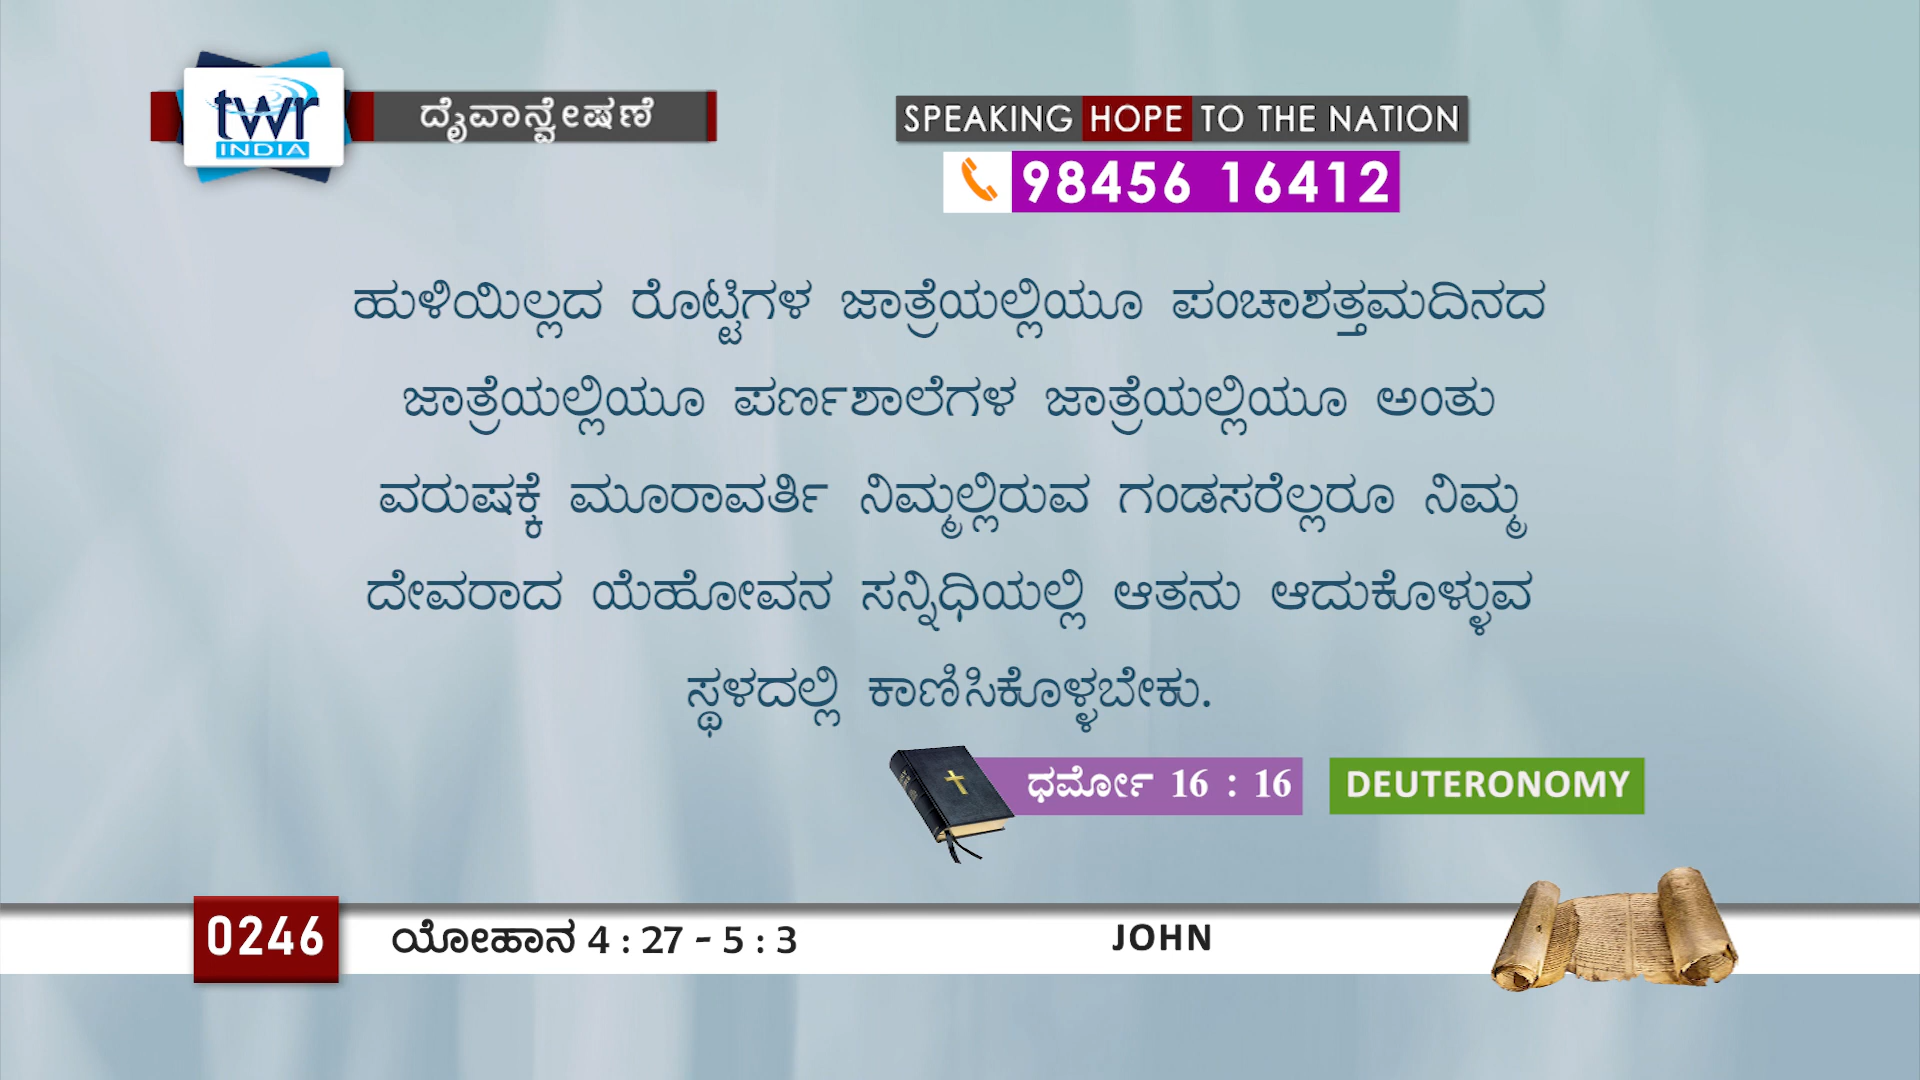 twr
INDIA
ದೈವಾನ್ವೇಷಣೆ
SPEAKING HOPE TO THE NATION
98456 16412
ಹುಳಿಯಿಲ್ಲದ ರೊಟ್ಟಿಗಳ ಜಾತ್ರೆಯಲ್ಲಿಯೂ ಪಂಚಾಶತ್ತಮದಿನದ
ಜಾತ್ರೆಯಲ್ಲಿಯೂ ಪರ್ಣಶಾಲೆಗಳ ಜಾತ್ರೆಯಲ್ಲಿಯೂ ಅಂತು
ವರುಷಕ್ಕೆ ಮೂರಾವರ್ತಿ ನಿಮ್ಮಲ್ಲಿರುವ ಗಂಡಸರೆಲ್ಲರೂ ನಿಮ್ಮ
ದೇವರಾದ ಯೆಹೋವನ ಸನ್ನಿಧಿಯಲ್ಲಿ ಆತನು ಆದುಕೊಳ್ಳುವ
ಸ್ಥಳದಲ್ಲಿ ಕಾಣಿಸಿಕೊಳ್ಳಬೇಕು.
ಧರ್ಮೋ 16 : 16 DEUTERONOMY
0246 ಯೋಹಾನ 4 : 27 - 5 : 3 JOHN